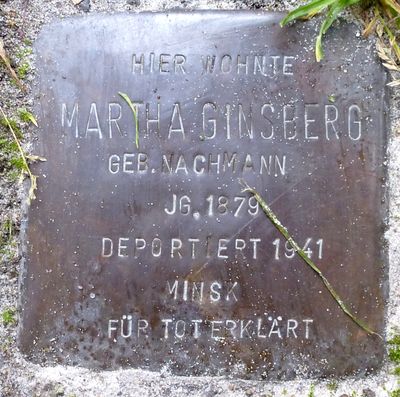 HIER WOHNTE
MARTHA GINSBERG
GEB. NACHMANN
JG. 1879
DEPORTIERT 1941
MINSK
FÜR TOT ERKLÄRT